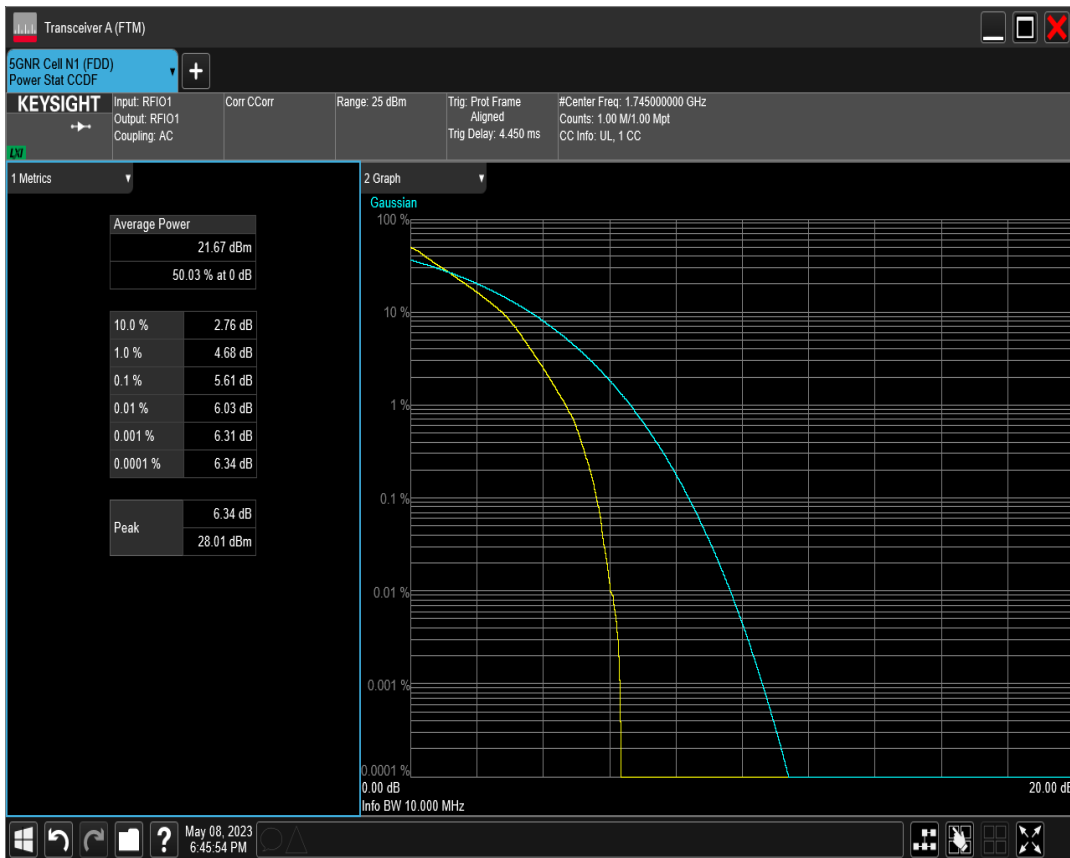 Transceiver A (FTM)
5GNR Cell N1 (FDD)
Power Stat CCDF
+
KEYSIGHT
LXI
Input: RFIO1
Output: RFIO1
Coupling: AC
Corr CCorr
Range: 25 dBm
Trig: Prot Frame
Aligned
Trig Delay: 4.450 ms
#Center Freq: 1.745000000 GHz
Counts: 1.00 M/1.00 Mpt
CC Info: UL, 1 CC
1 Metrics
Average Power
21.67 dBm
50.03 % at 0 dB
10.0 % 2.76 dB
1.0 % 4.68 dB
0.1 % 5.61 dB
0.01 % 6.03 dB
0.001 % 6.31 dB
0.0001 % 6.34 dB
Peak
6.34 dB
28.01 dBm
2 Graph
Gaussian
100 %
10 %
1 %
0.1 %
0.01 %
0.001 %
0.0001 %
0.00 dB
20.00 dB
Info BW 10.000 MHz
?
May 08, 2023
6:45:54 PM